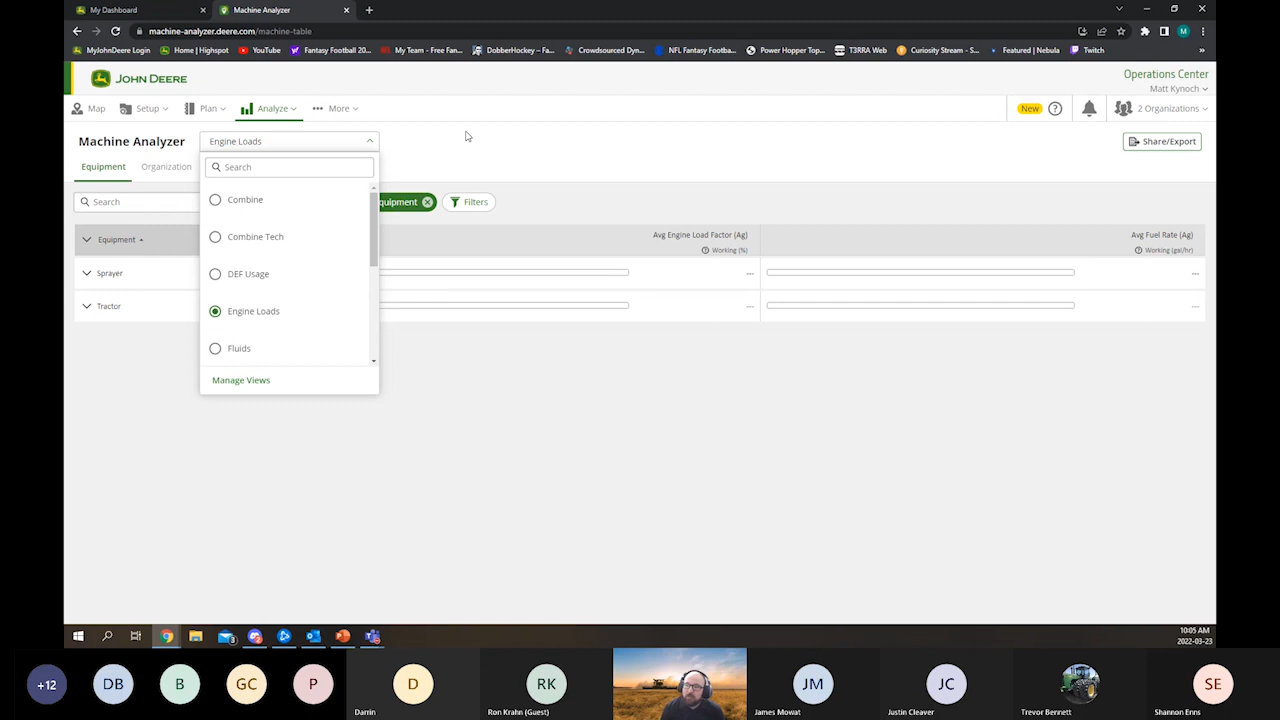 My Dashboard
Machine Analyzer
machine-analyzer.deere.com/machine-table
MyJohnDeere Login
Home | Highspot
YouTube
Fantasy Football 20...
My Team - Free Fan...
DobberHockey – Fa...
Crowdsourced Dyn...
NFL Fantasy Footba...
Power Hopper Top...
T3RRA Web
Curiosity Stream - S...
Featured | Nebula
Twitch
JOHN DEERE
Operations Center
Matt Kynoch
Map
Setup
Plan
Analyze
More
New
2 Organizations
Machine Analyzer
Engine Loads
Share/Export
Equipment
Organization
Search
Search
quipment
Filters
Combine
Combine Tech
DEF Usage
Engine Loads
Fluids
Manage Views
Equipment
Avg Engine Load Factor (Ag)
Working (%)
Avg Fuel Rate (Ag)
Working (gal/hr)
Sprayer
---
---
Tractor
---
---
10:05 AM
2022-03-23
+12
DB
B
GC
P
D
Darrin
RK
Ron Krahn (Guest)
JM
James Mowat
JC
Justin Cleaver
Trevor Bennett
SE
Shannon Enns